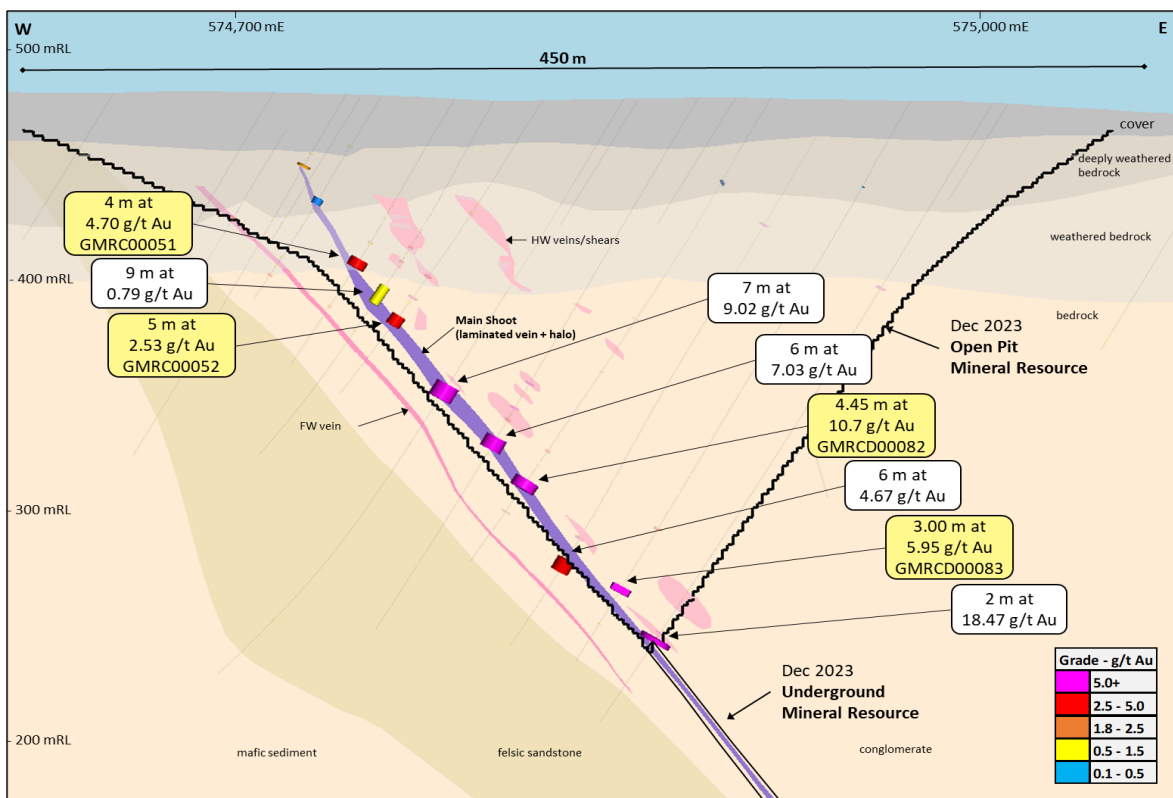 W
574,700 mE
575,000 mE
E
500 mRL
450 m
cover
deeply weathered
bedrock
4 m at
4.70 g/t Au
GMRC00051
HW veins/shears
weathered bedrock
9 m at
0.79 g/t Au
400 mRL
7 m at
9.02 g/t Au
bedrock
5 m at
2.53 g/t Au
GMRC00052
Main Shoot
(laminated vein + halo)
Dec 2023
Open Pit
Mineral Resource
6 m at
7.03 g/t Au
FW vein
4.45 m at
10.7 g/t Au
GMRCD00082
6 m at
4.67 g/t Au
300 mRL
3.00 m at
5.95 g/t Au
GMRCD00083
2 m at
18.47 g/t Au
Dec 2023
Underground
Mineral Resource
Grade - g/t Au
5.0+
2.5 - 5.0
1.8 - 2.5
0.5 - 1.5
0.1 - 0.5
200 mRL
mafic sediment
felsic sandstone
conglomerate